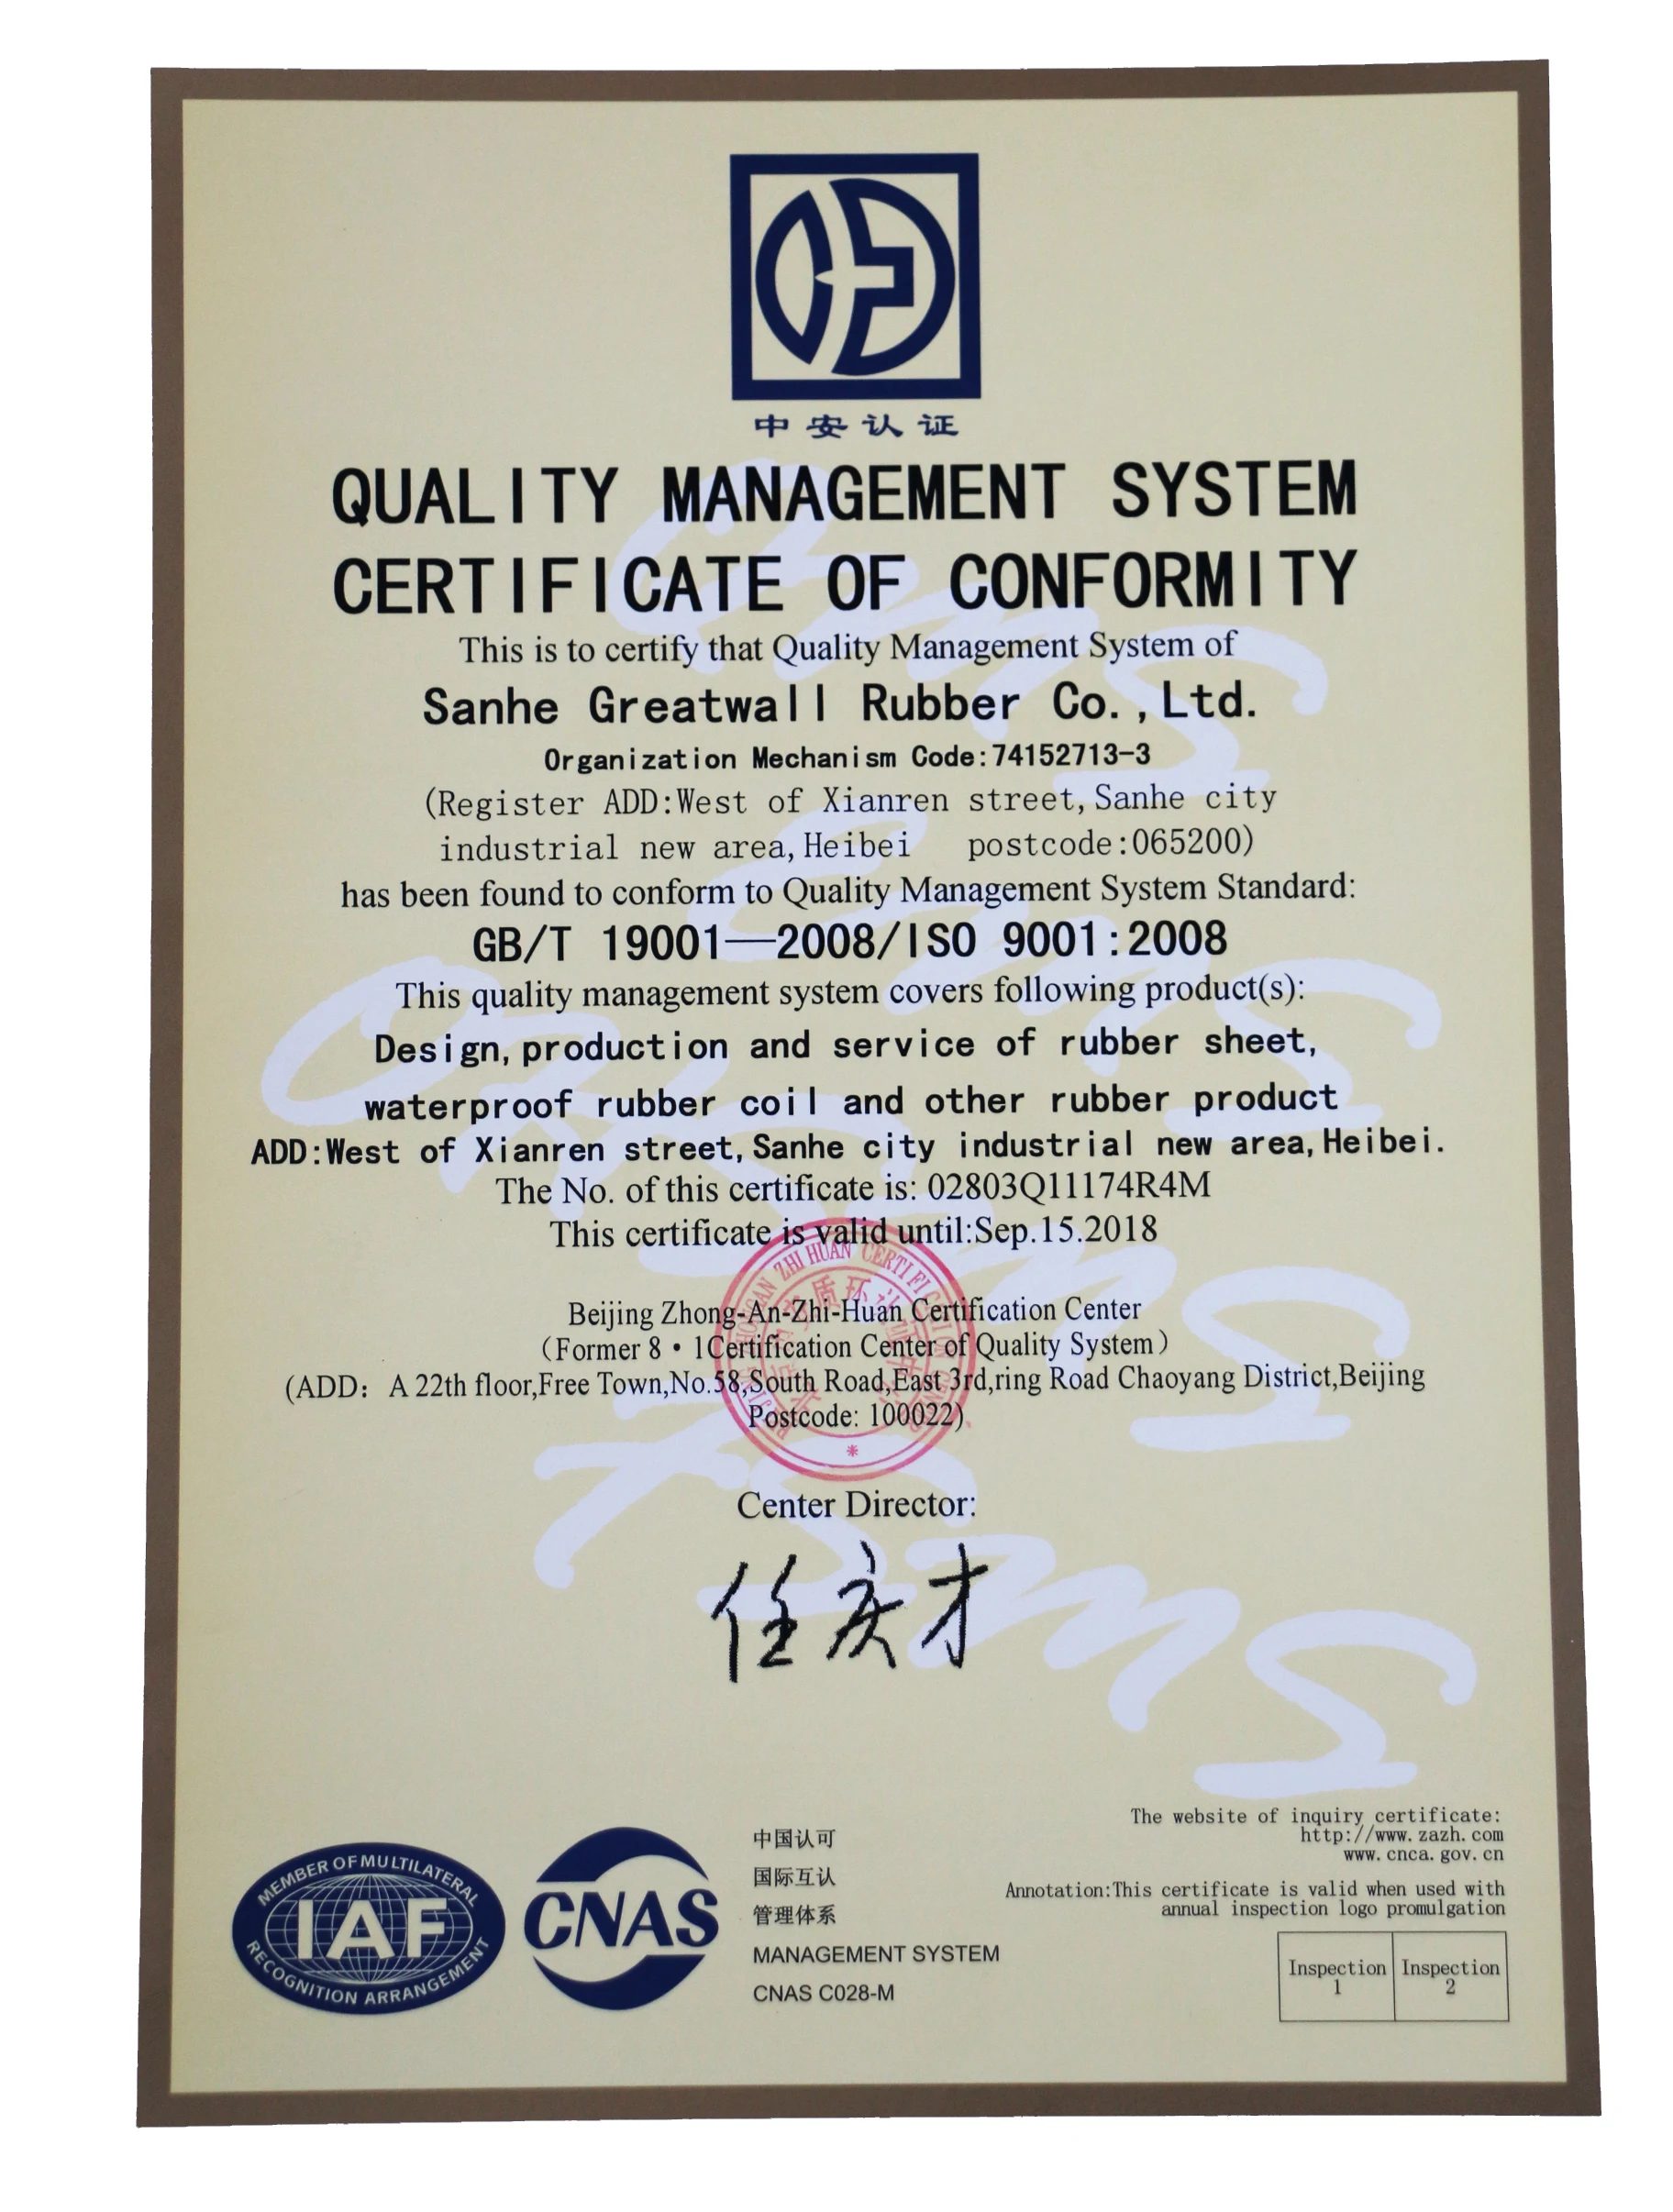 中安认证
QUALITY MANAGEMENT SYSTEM
CERTIFICATE OF CONFORMITY
This is to certify that Quality Management System of
Sanhe Greatwall Rubber Co.,Ltd.
Organization Mechanism Code:74152713-3
(Register ADD:West of Xianren street,Sanhe city
industrial new area,Heibei postcode:065200)
has been found to conform to Quality Management System Standard:
GB/T 19001—2008/ISO 9001:2008
This quality management system covers following product(s):
Design,production and service of rubber sheet,
waterproof rubber coil and other rubber product
ADD:West of Xianren street,Sanhe city industrial new area,Heibei.
The No. of this certificate is: 02803Q11174R4M
This certificate is valid until:Sep.15.2018
Beijing Zhong-An-Zhi-Huan Certification Center
(Former 8·1Certification Center of Quality System)
(ADD: A 22th floor,Free Town,No.58,South Road,East 3rd,ring Road Chaoyang District,Beijing
Postcode: 100022)
Center Director:
任庆才
MEMBER OF MULTILATERAL
IAF
RECOGNITION ARRANGEMENT
CNAS
中国认可
国际互认
管理体系
MANAGEMENT SYSTEM
CNAS C028-M
The website of inquiry certificate:
http://www.zazh.com
www.cnca.gov.cn
Annotation:This certificate is valid when used with
annual inspection logo promulgation
Inspection 1
Inspection 2